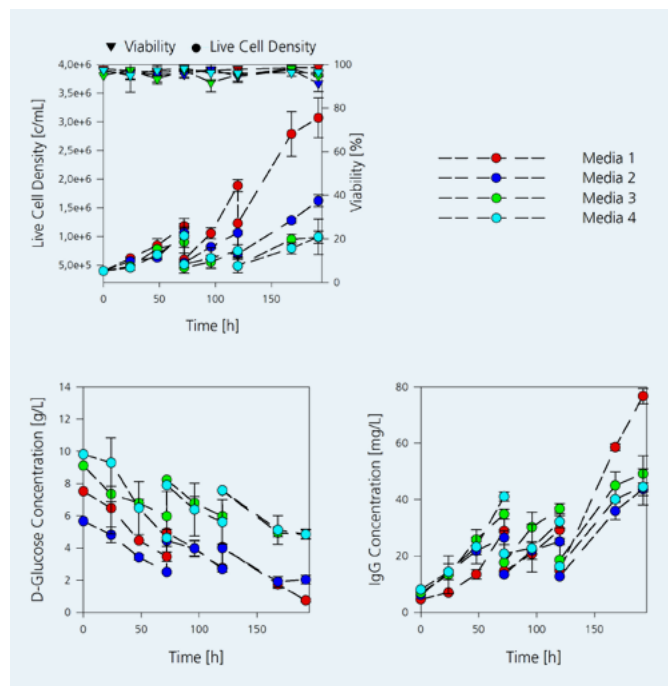 ▼ Viability ● Live Cell Density
4,0e+6
3,5e+6
3,0e+6
2,5e+6
2,0e+6
1,5e+6
1,0e+6
5,0e+5
Live Cell Density [c/mL]
100
80
60
40
20
0
Viability [%]
0 50 100 150
Time [h]
Media 1
Media 2
Media 3
Media 4
14
12
10
8
6
4
2
0
D-Glucose Concentration [g/L]
0 50 100 150
Time [h]
80
60
40
20
0
IgG Concentration [mg/L]
0 50 100 150
Time [h]